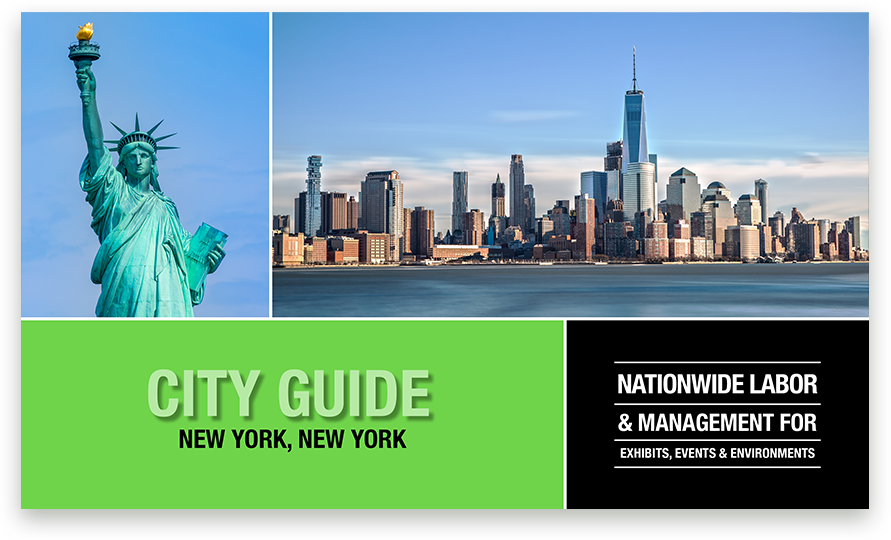 CITY GUIDE
NEW YORK, NEW YORK
NATIONWIDE LABOR
& MANAGEMENT FOR
EXHIBITS, EVENTS & ENVIRONMENTS